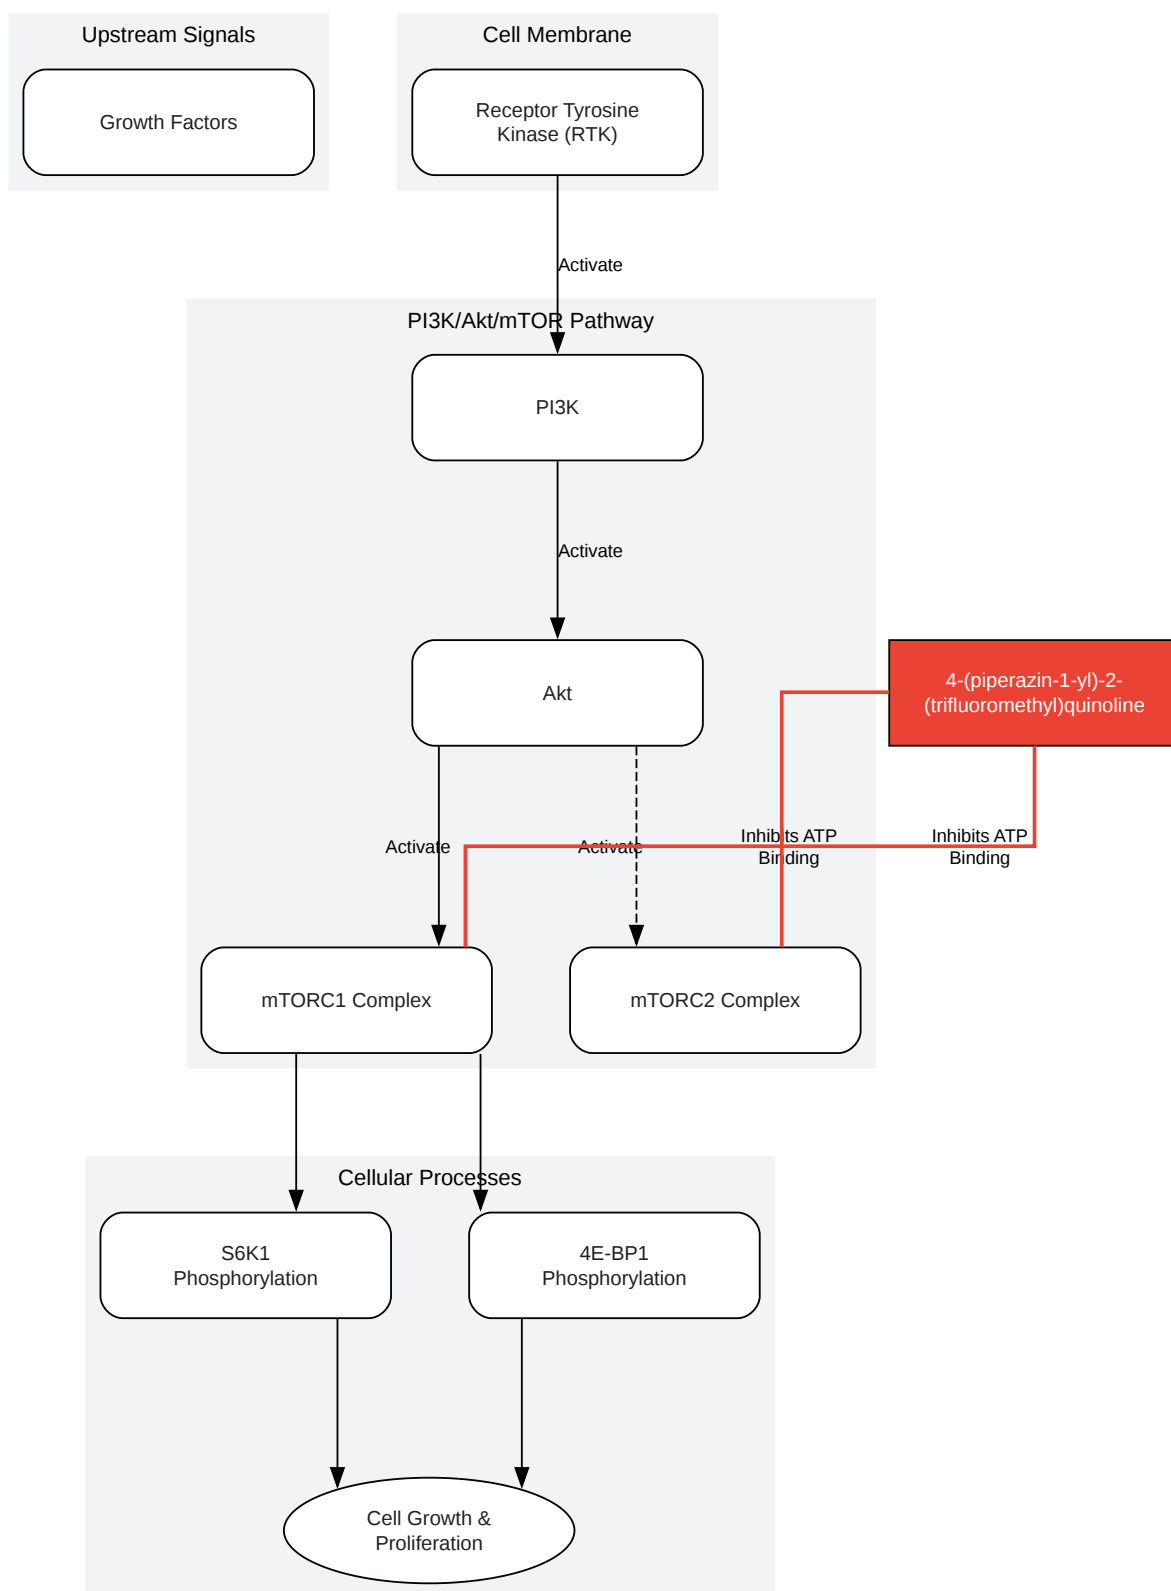 Upstream Signals
Cell Membrane
Growth Factors
Receptor Tyrosine
Kinase (RTK)
Activate
PI3K/Akt/mTOR Pathway
PI3K
Activate
Akt
4-(piperazin-1-yl)-2-
(trifluoromethyl)quinoline
Activate
Activate
Inhibits ATP
Binding
Inhibits ATP
Binding
mTORC1 Complex
mTORC2 Complex
Cellular Processes
S6K1
Phosphorylation
4E-BP1
Phosphorylation
Cell Growth &
Proliferation